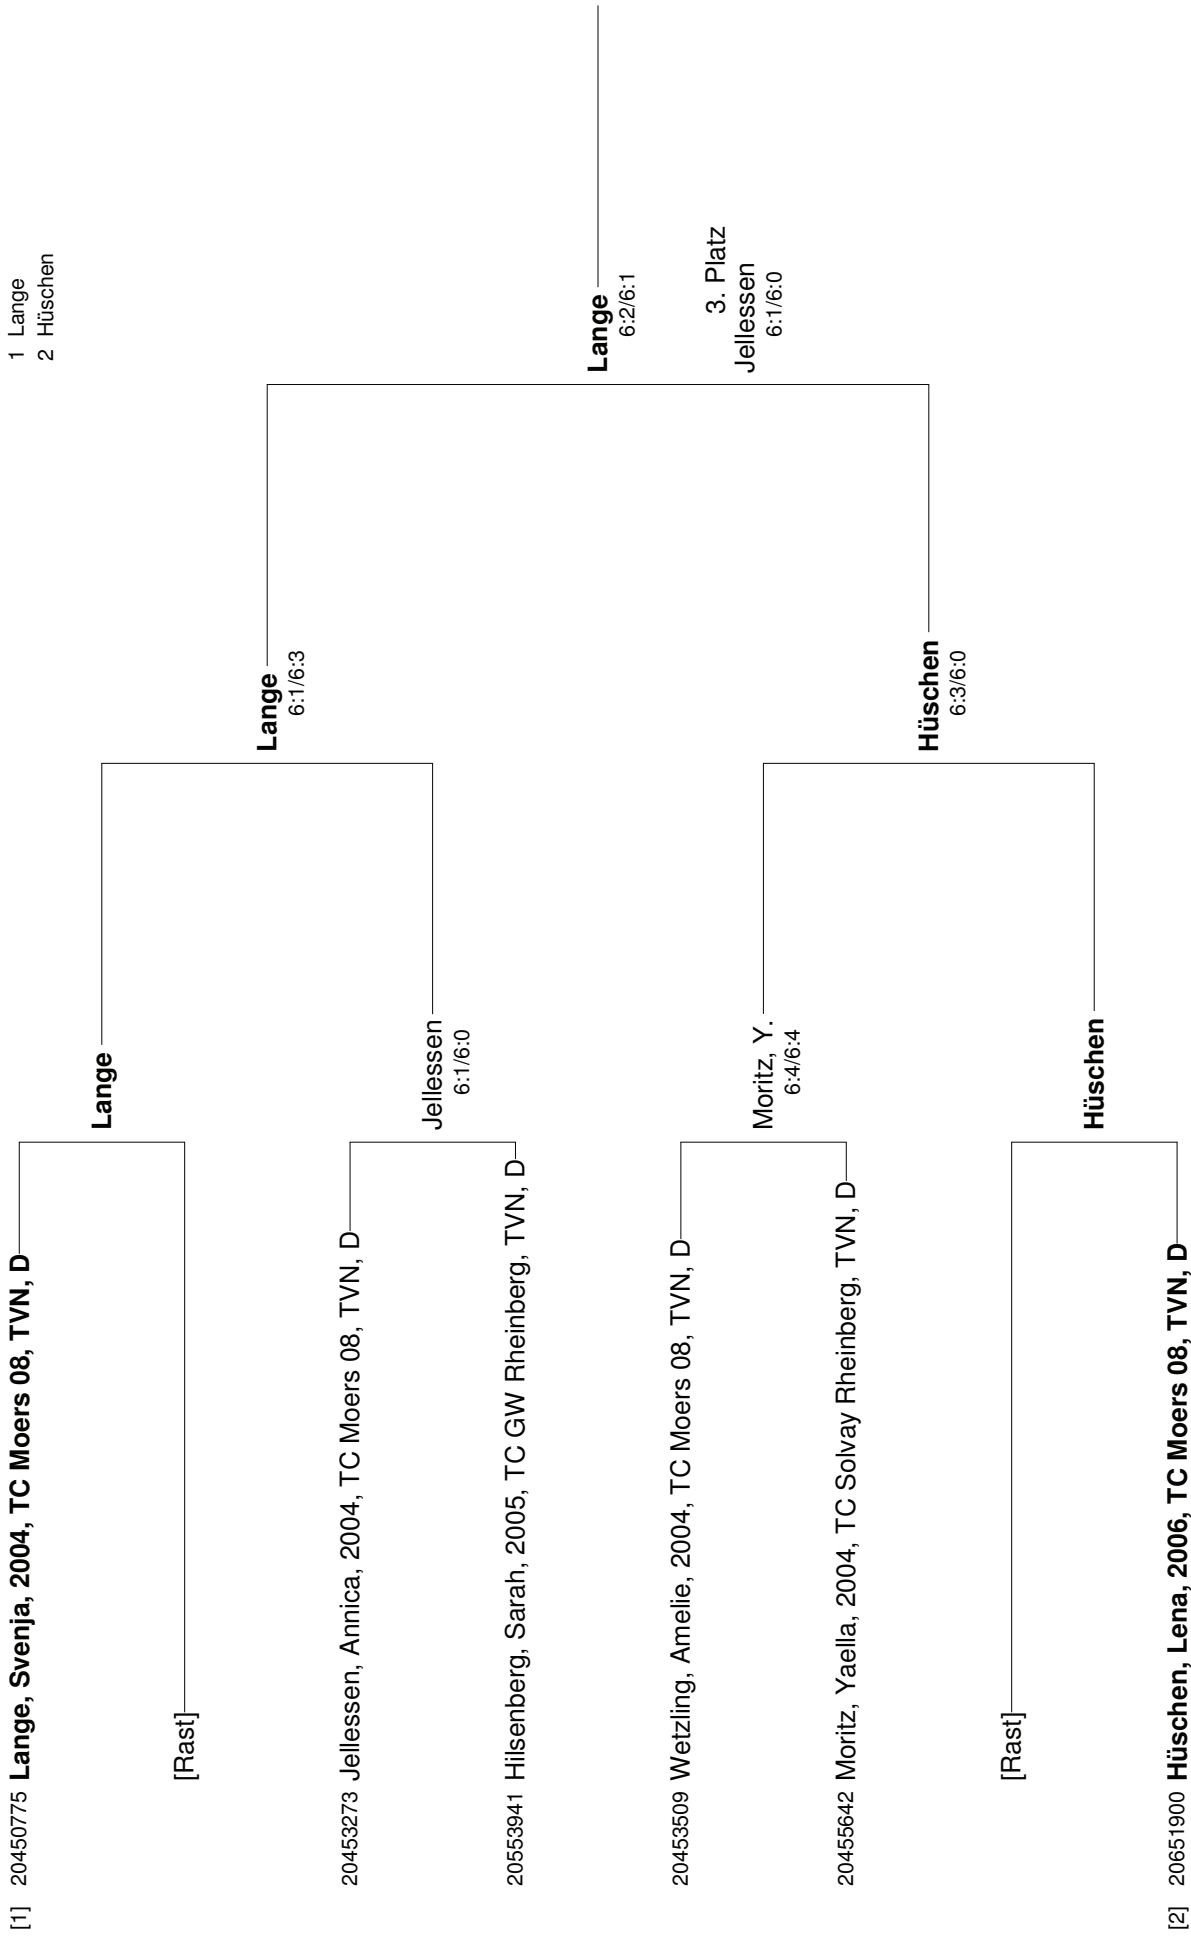 1 Lange
2 Hüschen
[1] 20450775 Lange, Svenja, 2004, TC Moers 08, TVN, D
[Rast]
20453273 Jellessen, Annica, 2004, TC Moers 08, TVN, D
20553941 Hilsenberg, Sarah, 2005, TC GW Rheinberg, TVN, D
20453509 Wetzling, Amelie, 2004, TC Moers 08, TVN, D
20455642 Moritz, Yaella, 2004, TC Solvay Rheinberg, TVN, D
[Rast]
[2] 20651900 Hüschen, Lena, 2006, TC Moers 08, TVN, D
Lange
Jellessen
6:1/6:0
Moritz, Y.
6:4/6:4
Hüschen
Lange
6:1/6:3
Hüschen
6:3/6:0
Lange
6:2/6:1
3. Platz
Jellessen
6:1/6:0